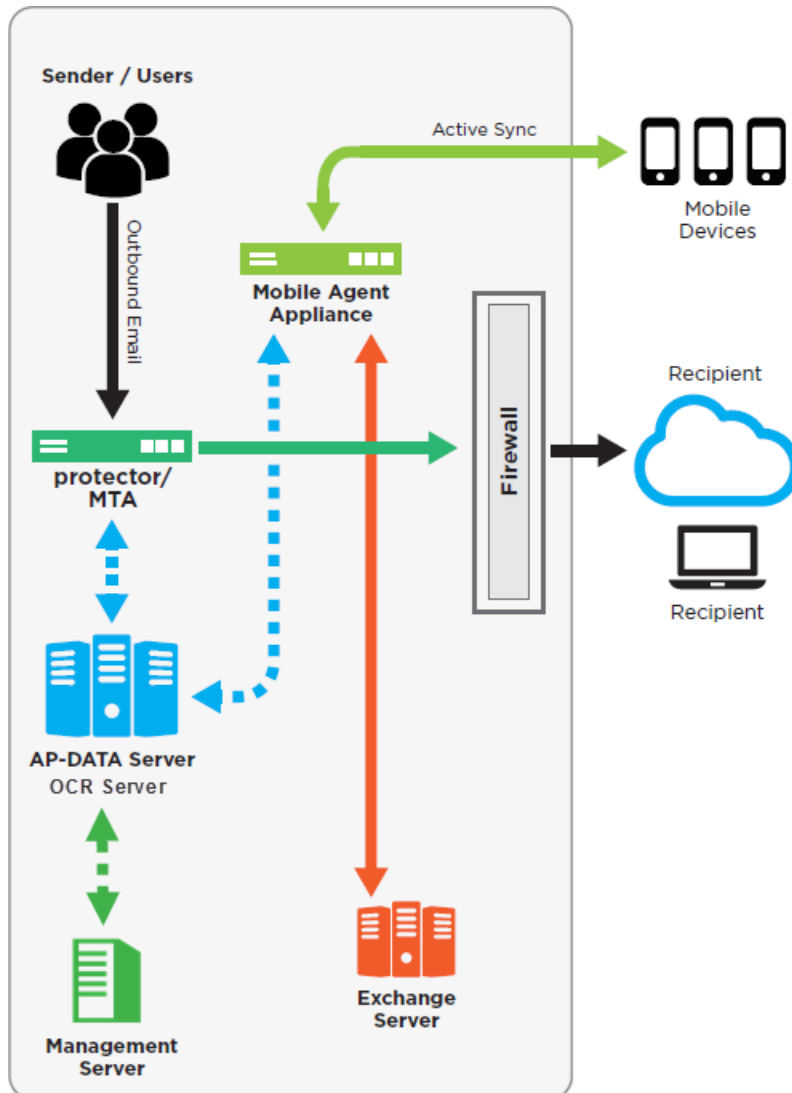 Sender / Users
Active Sync
Mobile
Devices
Outbound Email
Mobile Agent
Appliance
Firewall
Recipient
protector/
MTA
Recipient
AP-DATA Server
OCR Server
Exchange
Server
Management
Server